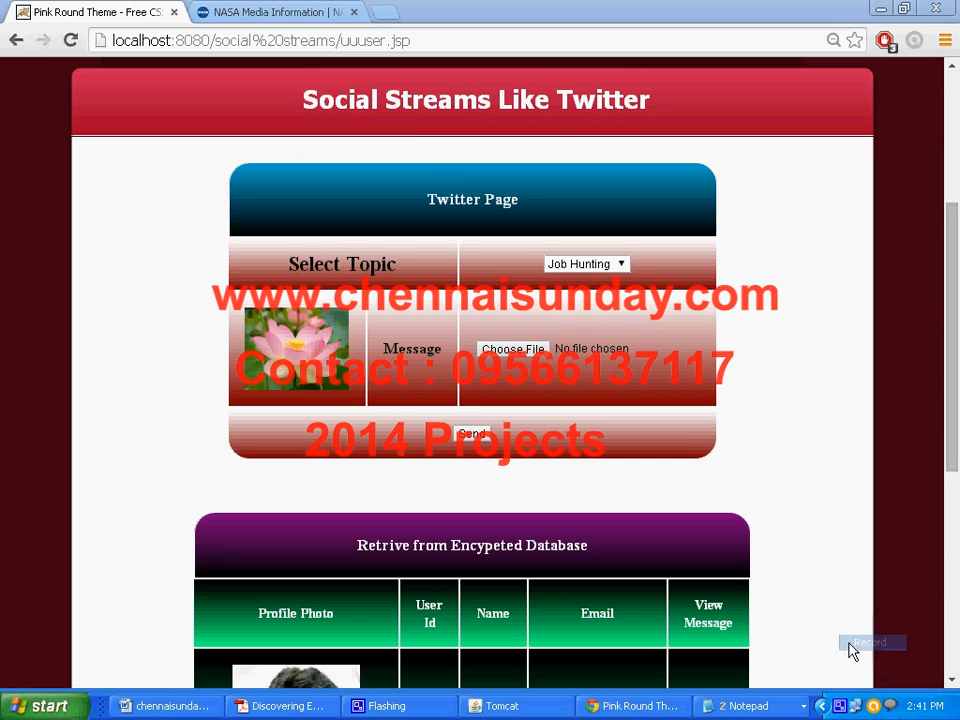 Pink Round Theme - Free CS
NASA Media Information | N
localhost:8080/social%20streams/uuuser.jsp
3
Social Streams Like Twitter
Twitter Page
Select Topic
Job Hunting
www.chennaisunday.com
Message
Choose File No file chosen
Contact : 09566137117
Send
2014 Projects
Retrive from Encypeted Database
Profile Photo
User Id
Name
Email
View Message
Record
start
chennaisunda...
Discovering E...
Flashing
Tomcat
Pink Round Th...
2 Notepad
2:41 PM